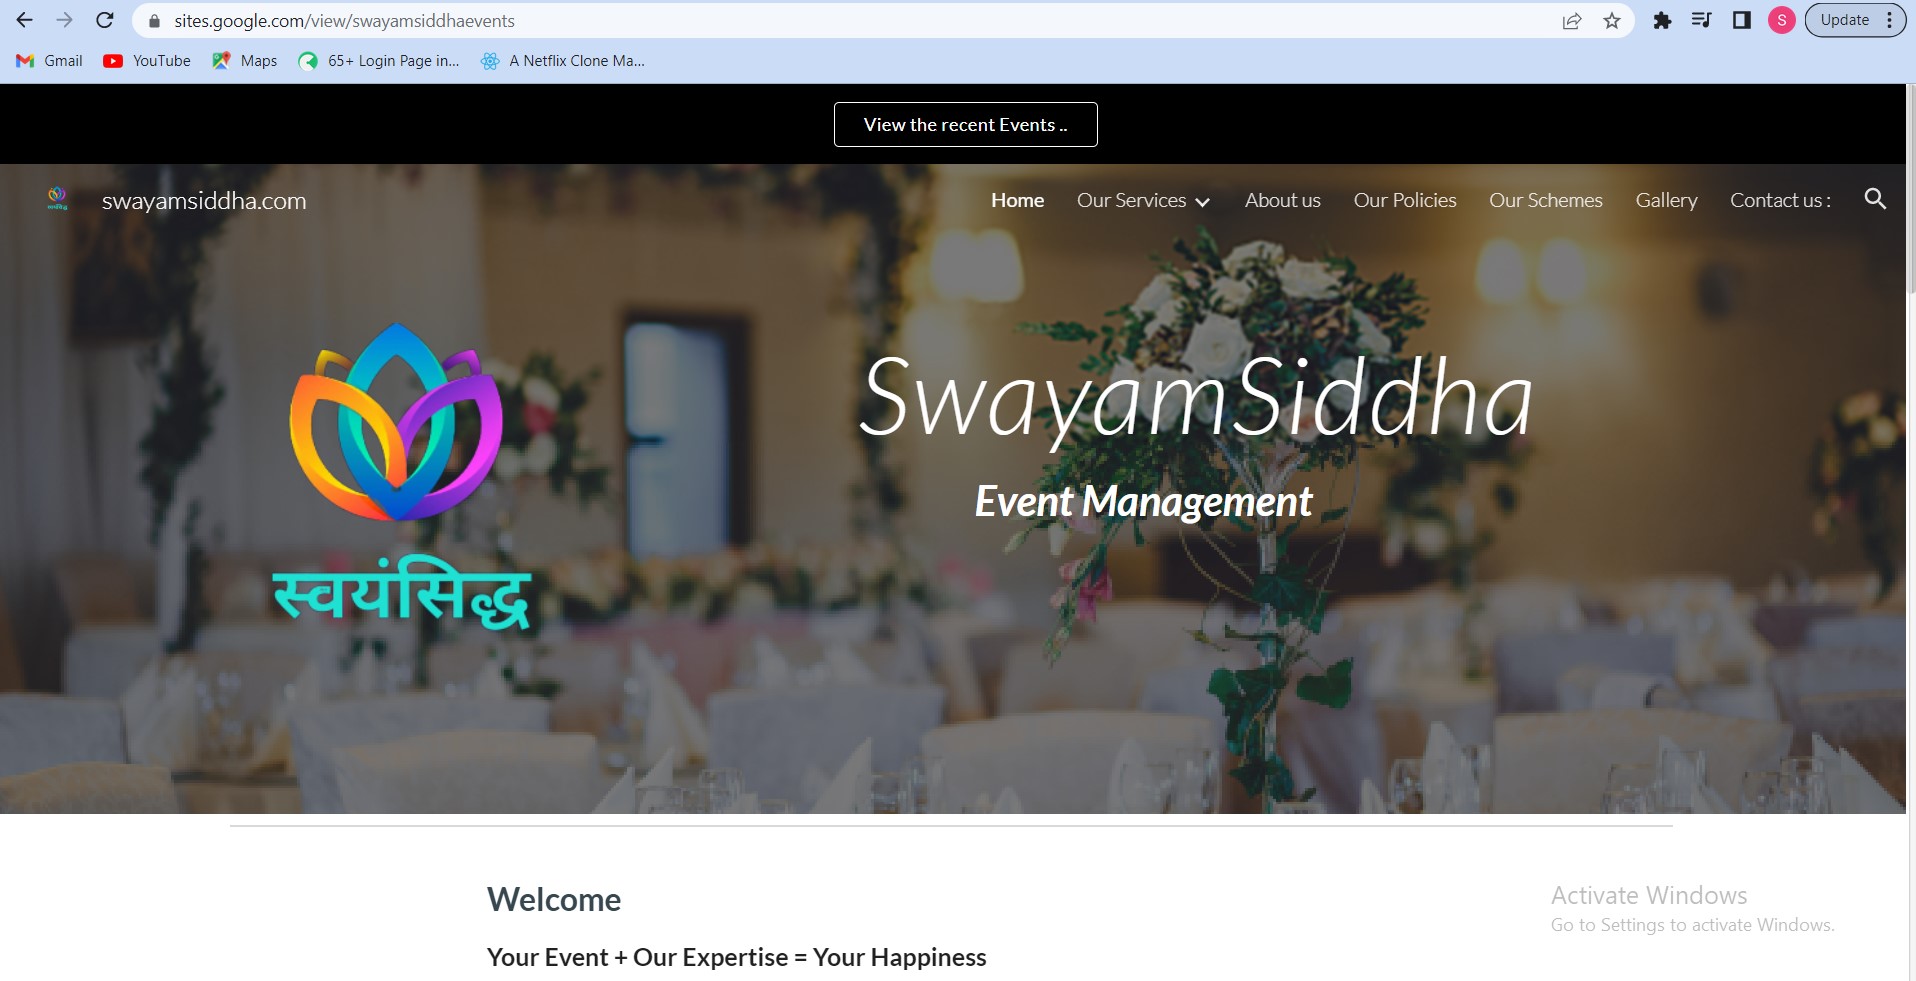 sites.google.com/view/swayamsiddhaevents
S
Update
Gmail
YouTube
Maps
65+ Login Page in...
A Netflix Clone Ma...
View the recent Events ..
swayamsiddha.com
Home
Our Services
About us
Our Policies
Our Schemes
Gallery
Contact us :
SwayamSiddha
Event Management
स्वयंसिद्ध
Welcome
Your Event + Our Expertise = Your Happiness
Activate Windows
Go to Settings to activate Windows.